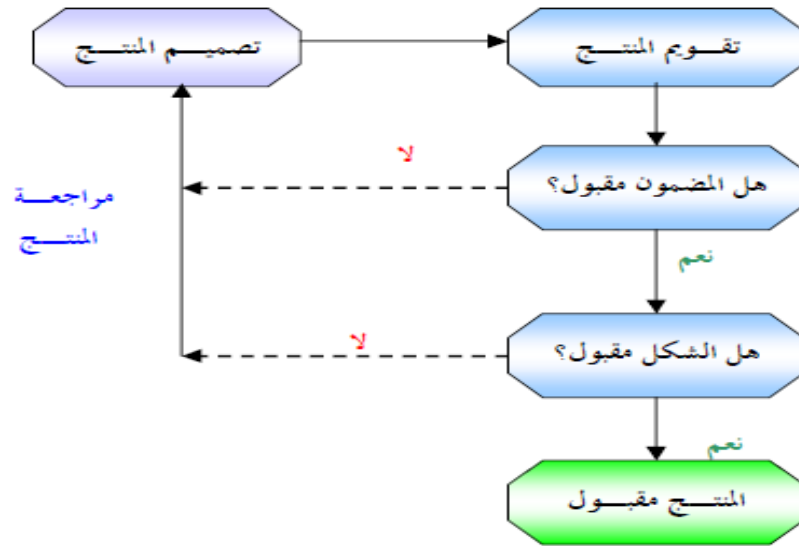 تصميم المنتج
تقويم المنتج
لا
هل المضمون مقبول؟
مراجعة
المنتج
نعم
لا
هل الشكل مقبول؟
نعم
المنتج مقبول